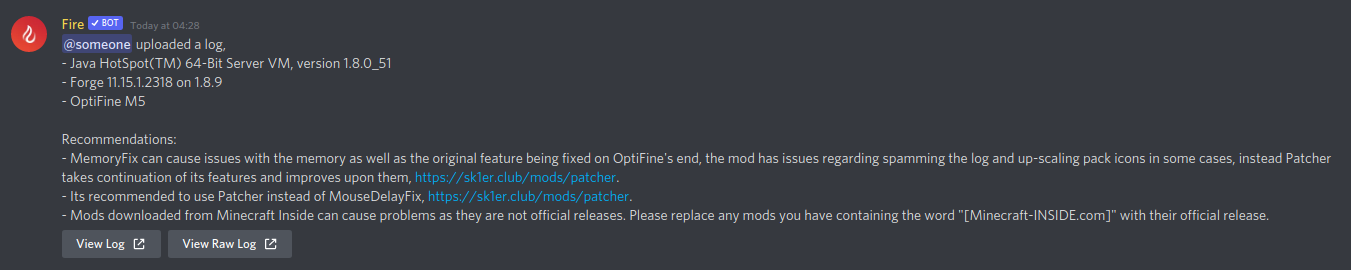 Fire ✓ BOT Today at 04:28
@someone uploaded a log,
- Java HotSpot(TM) 64-Bit Server VM, version 1.8.0_51
- Forge 11.15.1.2318 on 1.8.9
- OptiFine M5
Recommendations:
- MemoryFix can cause issues with the memory as well as the original feature being fixed on OptiFine's end, the mod has issues regarding spamming the log and up-scaling pack icons in some cases, instead Patcher
takes continuation of its features and improves upon them, https://sk1er.club/mods/patcher.
- Its recommended to use Patcher instead of MouseDelayFix, https://sk1er.club/mods/patcher.
- Mods downloaded from Minecraft Inside can cause problems as they are not official releases. Please replace any mods you have containing the word "[Minecraft-INSIDE.com]" with their official release.
View Log View Raw Log